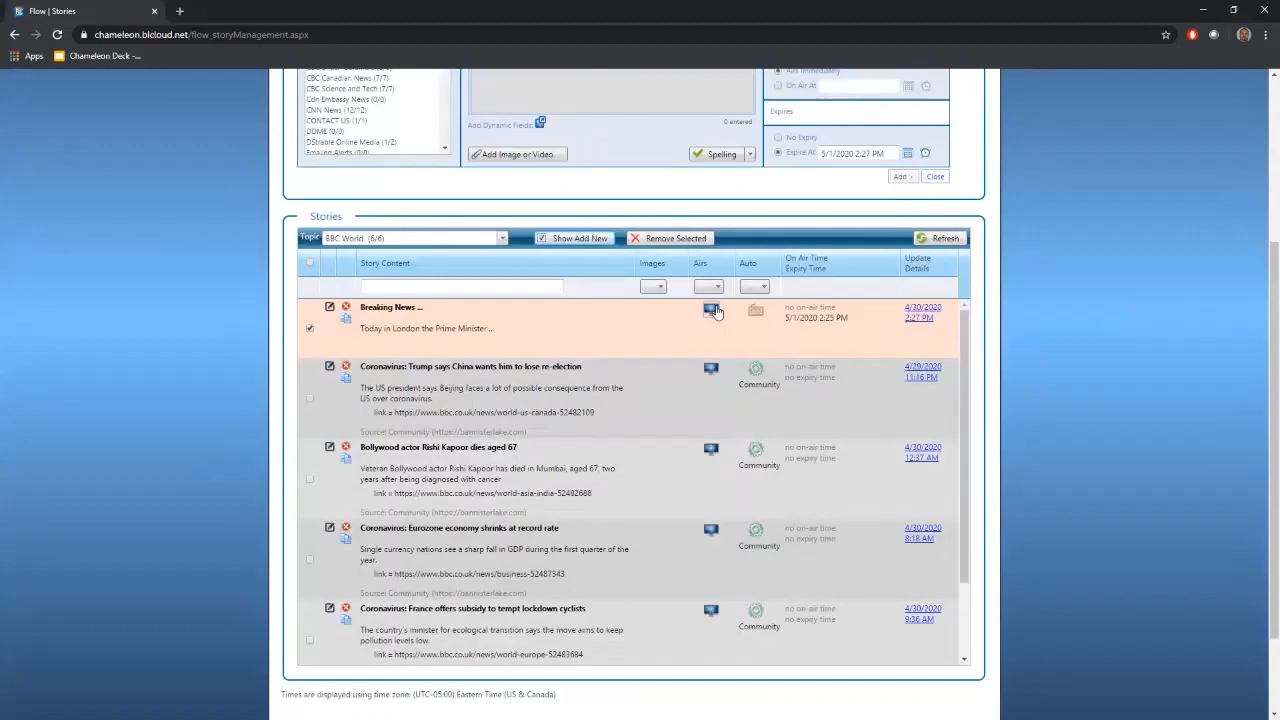 Flow | Stories
chameleon.blcloud.net/flow_storyManagement.aspx
Apps
Chameleon Deck -...
CBC Canadian News (7/7)
CBC Science and Tech (7/7)
Cdn Embassy News (0/0)
CNN News (12/12)
CONTACT US (1/1)
DDME (0/0)
DStrable Online Media (1/2)
Emailed Alerts (0/0)
Add Dynamic Fields:
0 entered
Add Image or Video
Spelling
Airs Immediately
On Air At
Expires
No Expiry
Expire At 5/1/2020 2:27 PM
Add >
Close
Stories
Topic BBC World (6/6)
Show Add New
Remove Selected
Refresh
Story Content
Images
Airs
Auto
On Air Time
Expiry Time
Update
Details
Breaking News ...
Today in London the Prime Minister ...
no on-air time
5/1/2020 2:25 PM
4/30/2020
2:27 PM
Coronavirus: Trump says China wants him to lose re-election
The US president says Beijing faces a lot of possible consequence from the
US over coronavirus.
link = https://www.bbc.co.uk/news/world-us-canada-52482109
Source: Community (https://bannisterlake.com)
Community
no on-air time
no expiry time
4/29/2020
11:16 PM
Bollywood actor Rishi Kapoor dies aged 67
Veteran Bollywood actor Rishi Kapoor has died in Mumbai, aged 67, two
years after being diagnosed with cancer
link = https://www.bbc.co.uk/news/world-asia-india-52482688
Source: Community (https://bannisterlake.com)
Community
no on-air time
no expiry time
4/30/2020
12:37 AM
Coronavirus: Eurozone economy shrinks at record rate
Single currency nations see a sharp fall in GDP during the first quarter of the
year.
link = https://www.bbc.co.uk/news/business-52487343
Source: Community (https://bannisterlake.com)
Community
no on-air time
no expiry time
4/30/2020
8:18 AM
Coronavirus: France offers subsidy to tempt lockdown cyclists
The country's minister for ecological transition says the move aims to keep
pollution levels low.
link = https://www.bbc.co.uk/news/world-europe-52483684
Community
no on-air time
no expiry time
4/30/2020
9:36 AM
Times are displayed using time zone: (UTC-05:00) Eastern Time (US & Canada)